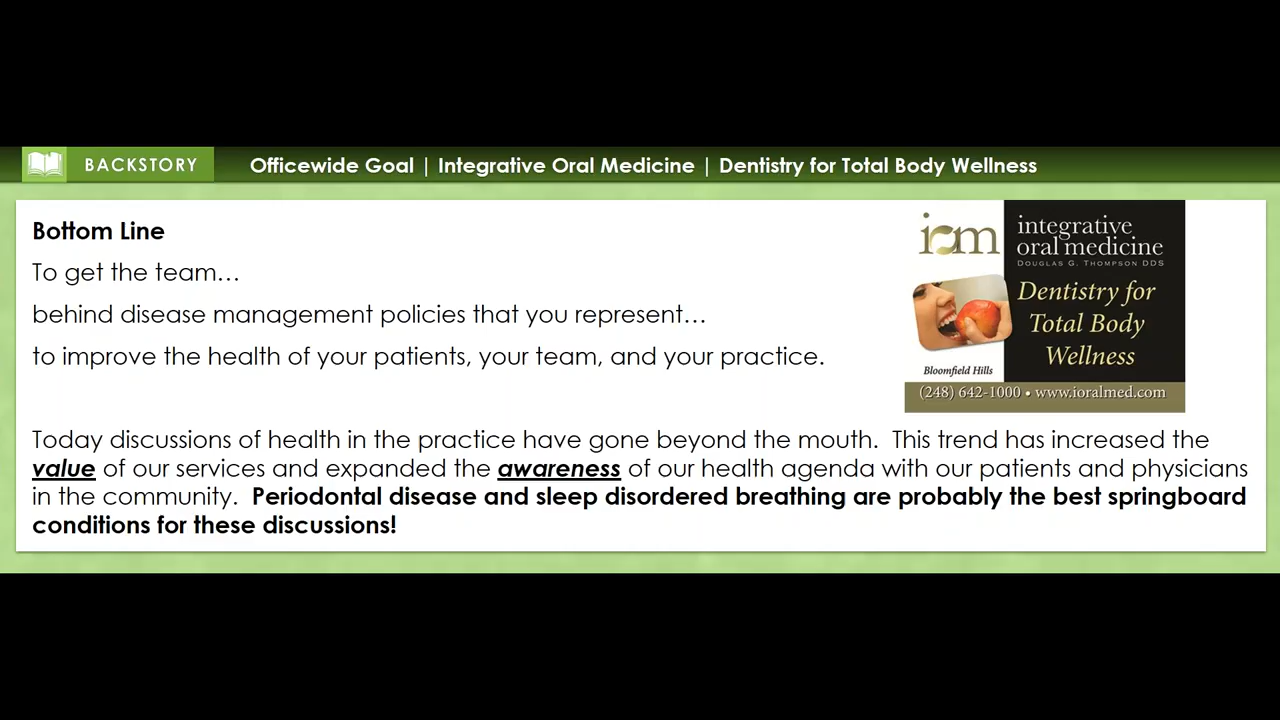 BACKSTORY
Officewide Goal | Integrative Oral Medicine | Dentistry for Total Body Wellness
Bottom Line
To get the team…
behind disease management policies that you represent…
to improve the health of your patients, your team, and your practice.
iom
integrative
oral medicine
DOUGLAS G. THOMPSON DDS
Dentistry for
Total Body
Wellness
Bloomfield Hills
(248) 642-1000 • www.ioralmed.com
Today discussions of health in the practice have gone beyond the mouth.  This trend has increased the
value of our services and expanded the awareness of our health agenda with our patients and physicians
in the community.  Periodontal disease and sleep disordered breathing are probably the best springboard
conditions for these discussions!